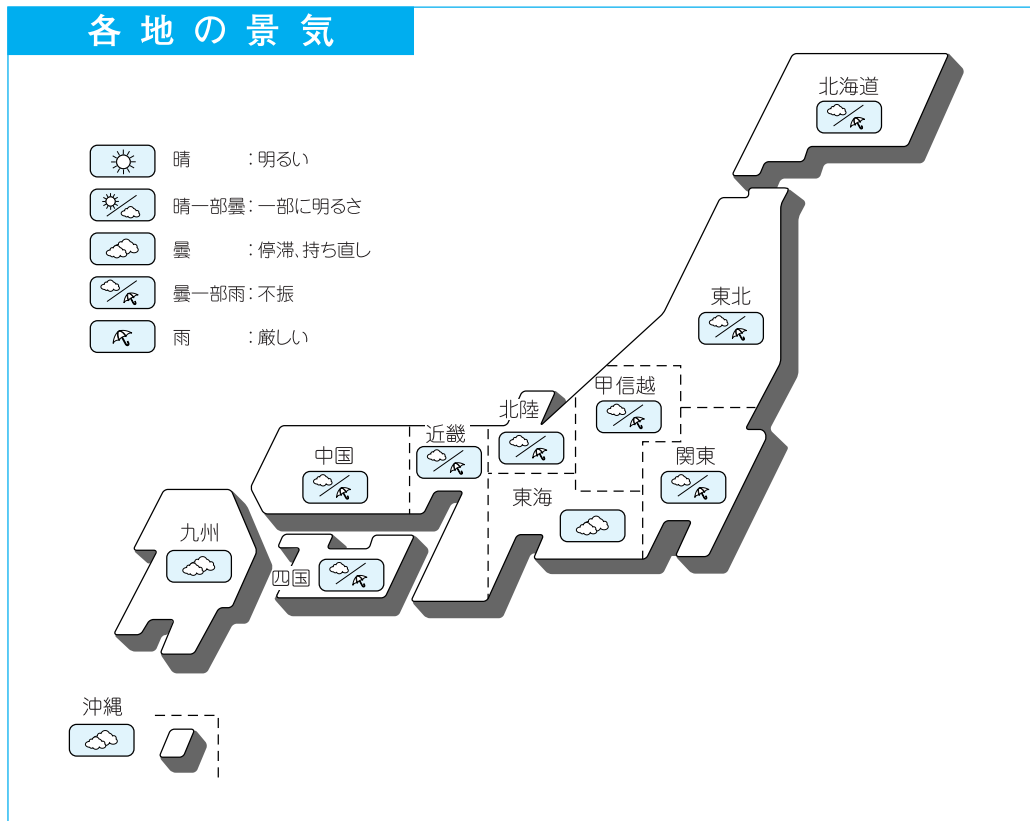 各地の景気
晴　　　：明るい
晴一部曇：一部に明るさ
曇　　　：停滞、持ち直し
曇一部雨：不振
雨　　　：厳しい
北海道
東北
甲信越
北陸
近畿
中国
関東
東海
九州
四国
沖縄